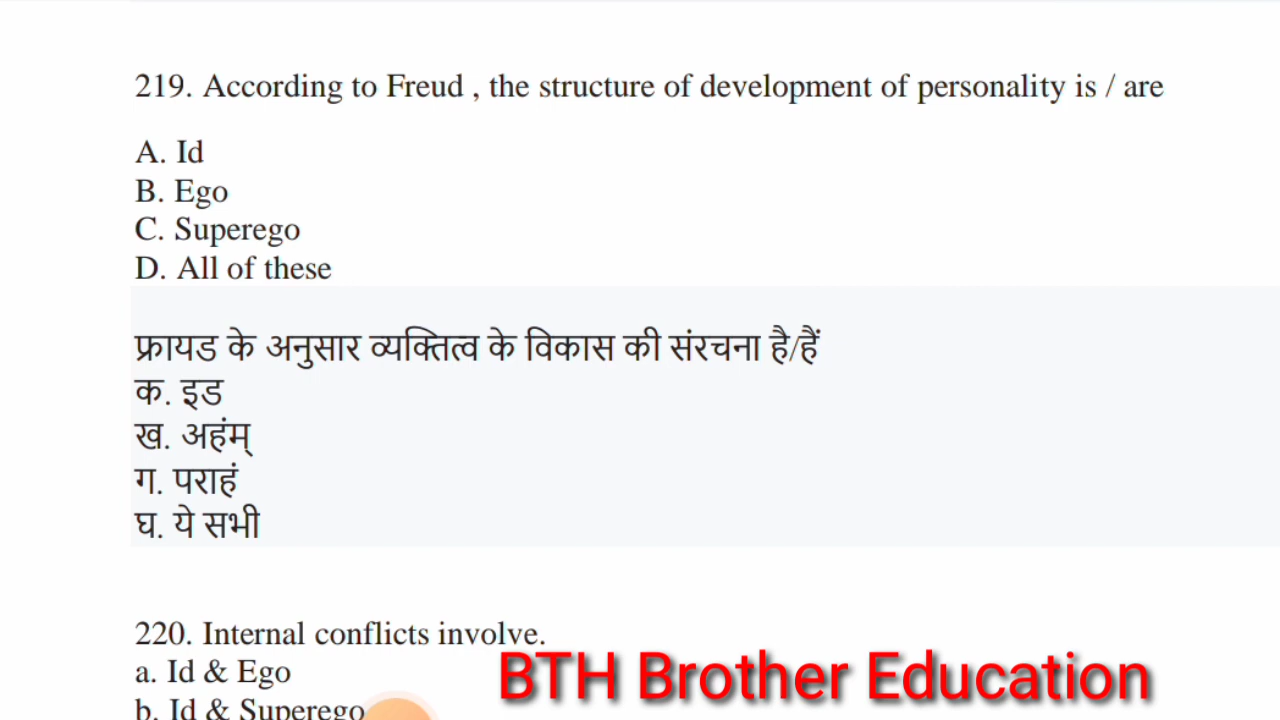 219. According to Freud , the structure of development of personality is / are
A. Id
B. Ego
C. Superego
D. All of these
फ्रायड के अनुसार व्यक्तित्व के विकास की संरचना है/हैं
क. इड
ख. अहंम्
ग. पराहं
घ. ये सभी
220. Internal conflicts involve.
a. Id & Ego
b. Id & Superego
BTH Brother Education